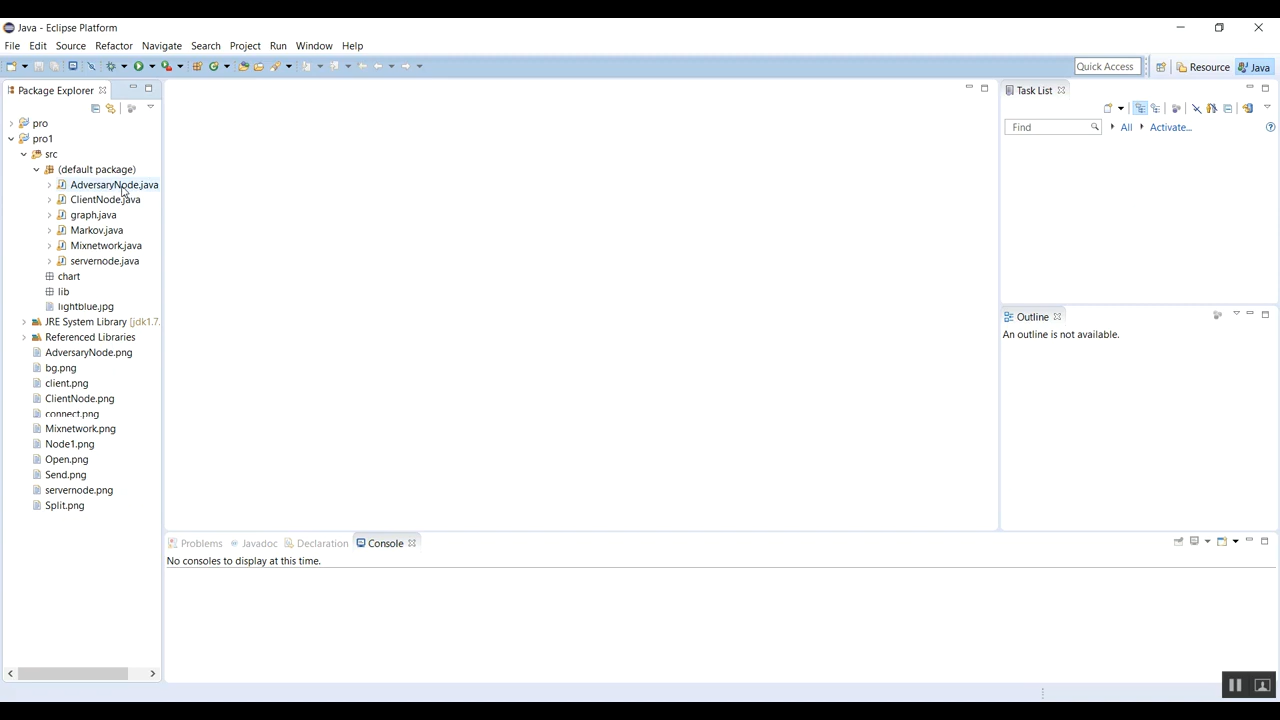 Java - Eclipse Platform
File Edit Source Refactor Navigate Search Project Run Window Help
Quick Access Resource Java
Package Explorer
pro
pro1
src
(default package)
AdversaryNode.java
ClientNode.java
graph.java
Markov.java
Mixnetwork.java
servernode.java
chart
lib
lightblue.jpg
JRE System Library [jdk1.7.
Referenced Libraries
AdversaryNode.png
bg.png
client.png
ClientNode.png
connect.png
Mixnetwork.png
Node1.png
Open.png
Send.png
servernode.png
Split.png
Task List
Find All Activate...
Outline
An outline is not available.
Problems Javadoc Declaration Console
No consoles to display at this time.